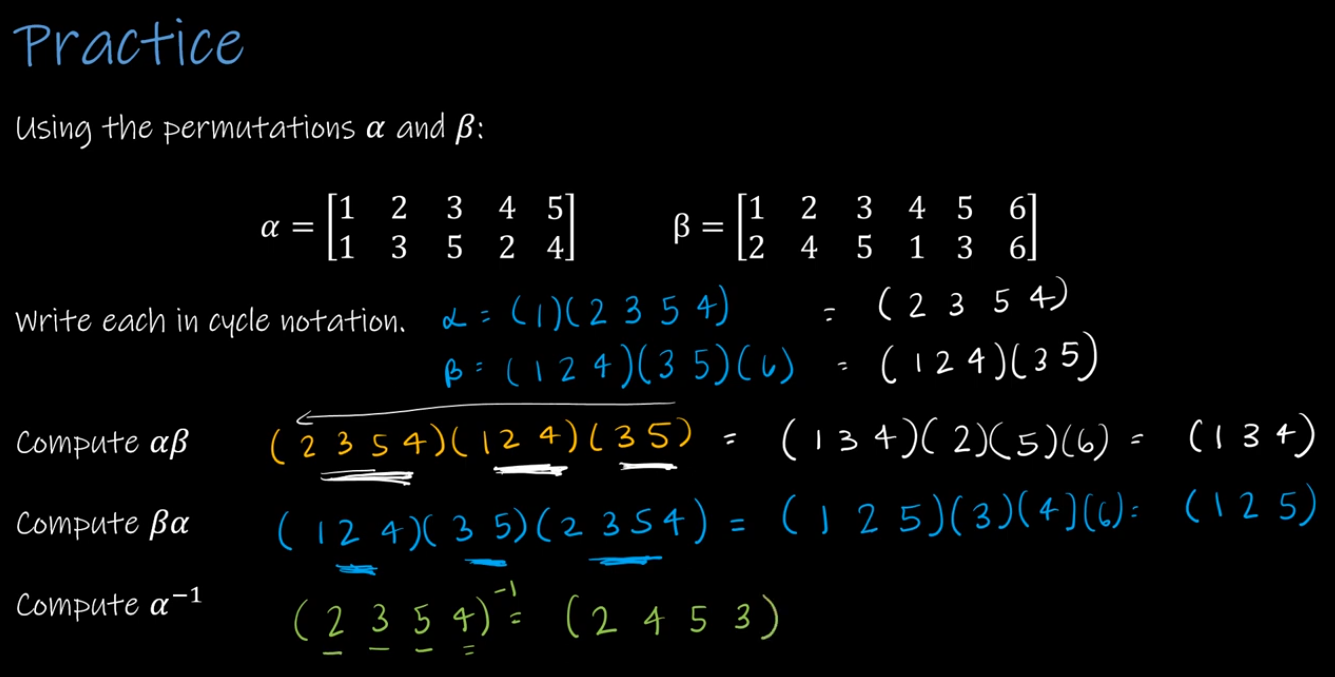 Practice
Using the permutations α and β:
α = [1 2 3 4 5] β = [1 2 3 4 5 6]
[1 3 5 2 4] [2 4 5 1 3 6]
Write each in cycle notation. α = (1)(2 3 5 4) = (2 3 5 4)
β = (1 2 4)(3 5)(6) = (1 2 4)(3 5)
Compute αβ (2 3 5 4)(1 2 4)(3 5) = (1 3 4)(2)(5)(6) = (1 3 4)
Compute βα (1 2 4)(3 5)(2 3 5 4) = (1 2 5)(3)(4)(6) = (1 2 5)
Compute α⁻¹ (2 3 5 4)⁻¹ = (2 4 5 3)